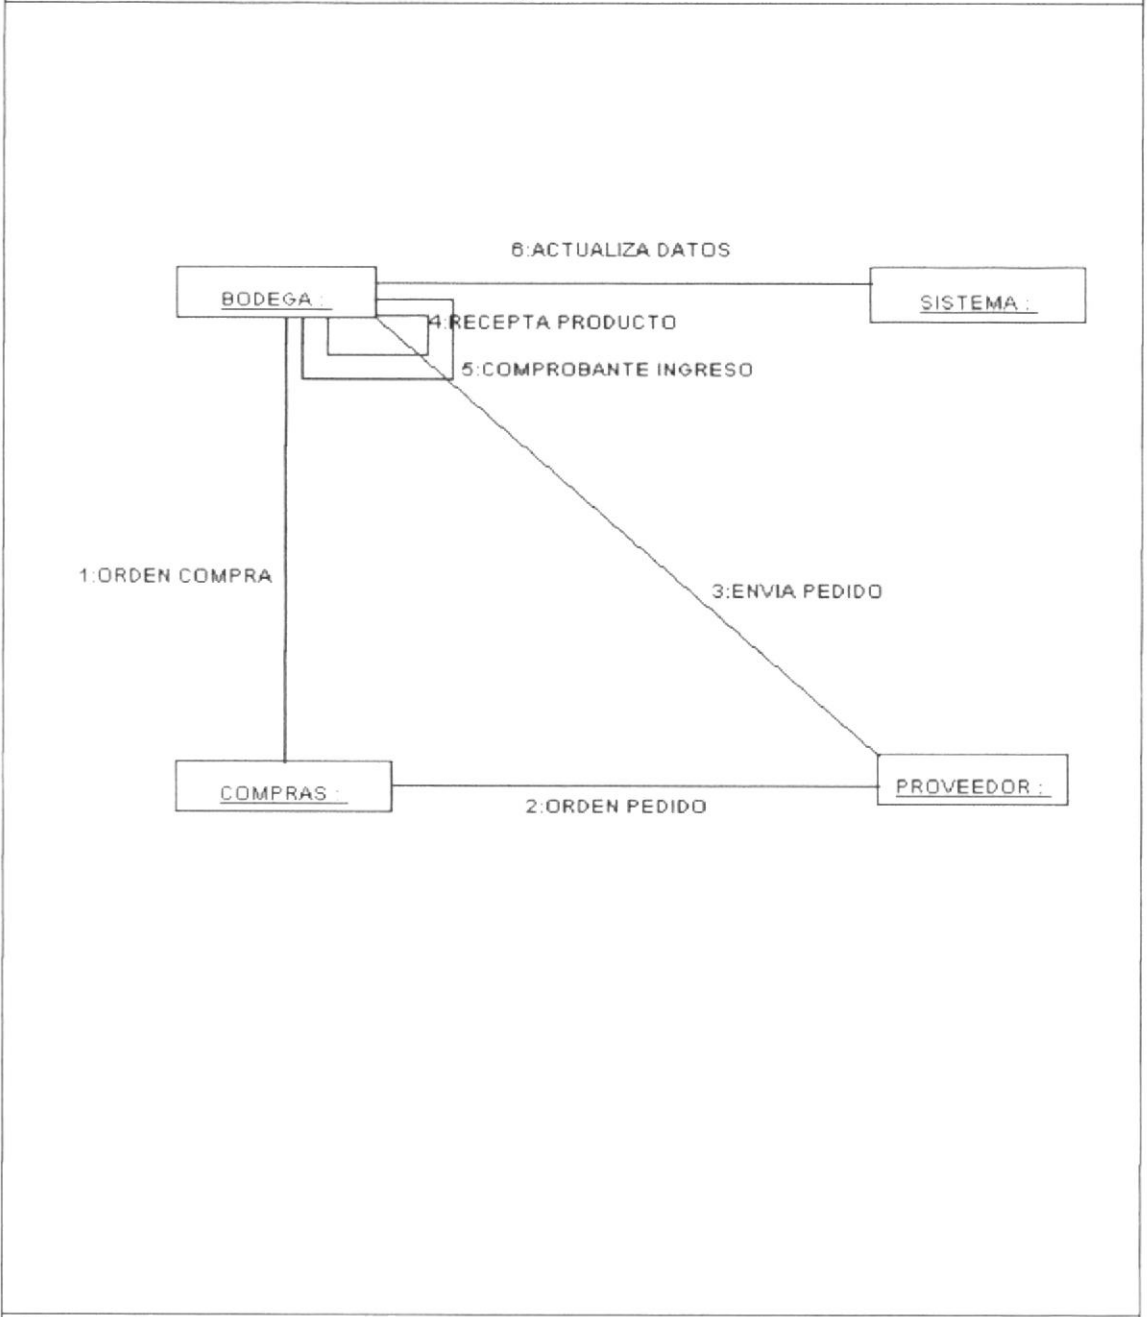 6:ACTUALIZA DATOS
BODEGA :
SISTEMA :
4:RECEPTA PRODUCTO
5:COMPROBANTE INGRESO
1:ORDEN COMPRA
3:ENVIA PEDIDO
COMPRAS :
PROVEEDOR :
2:ORDEN PEDIDO